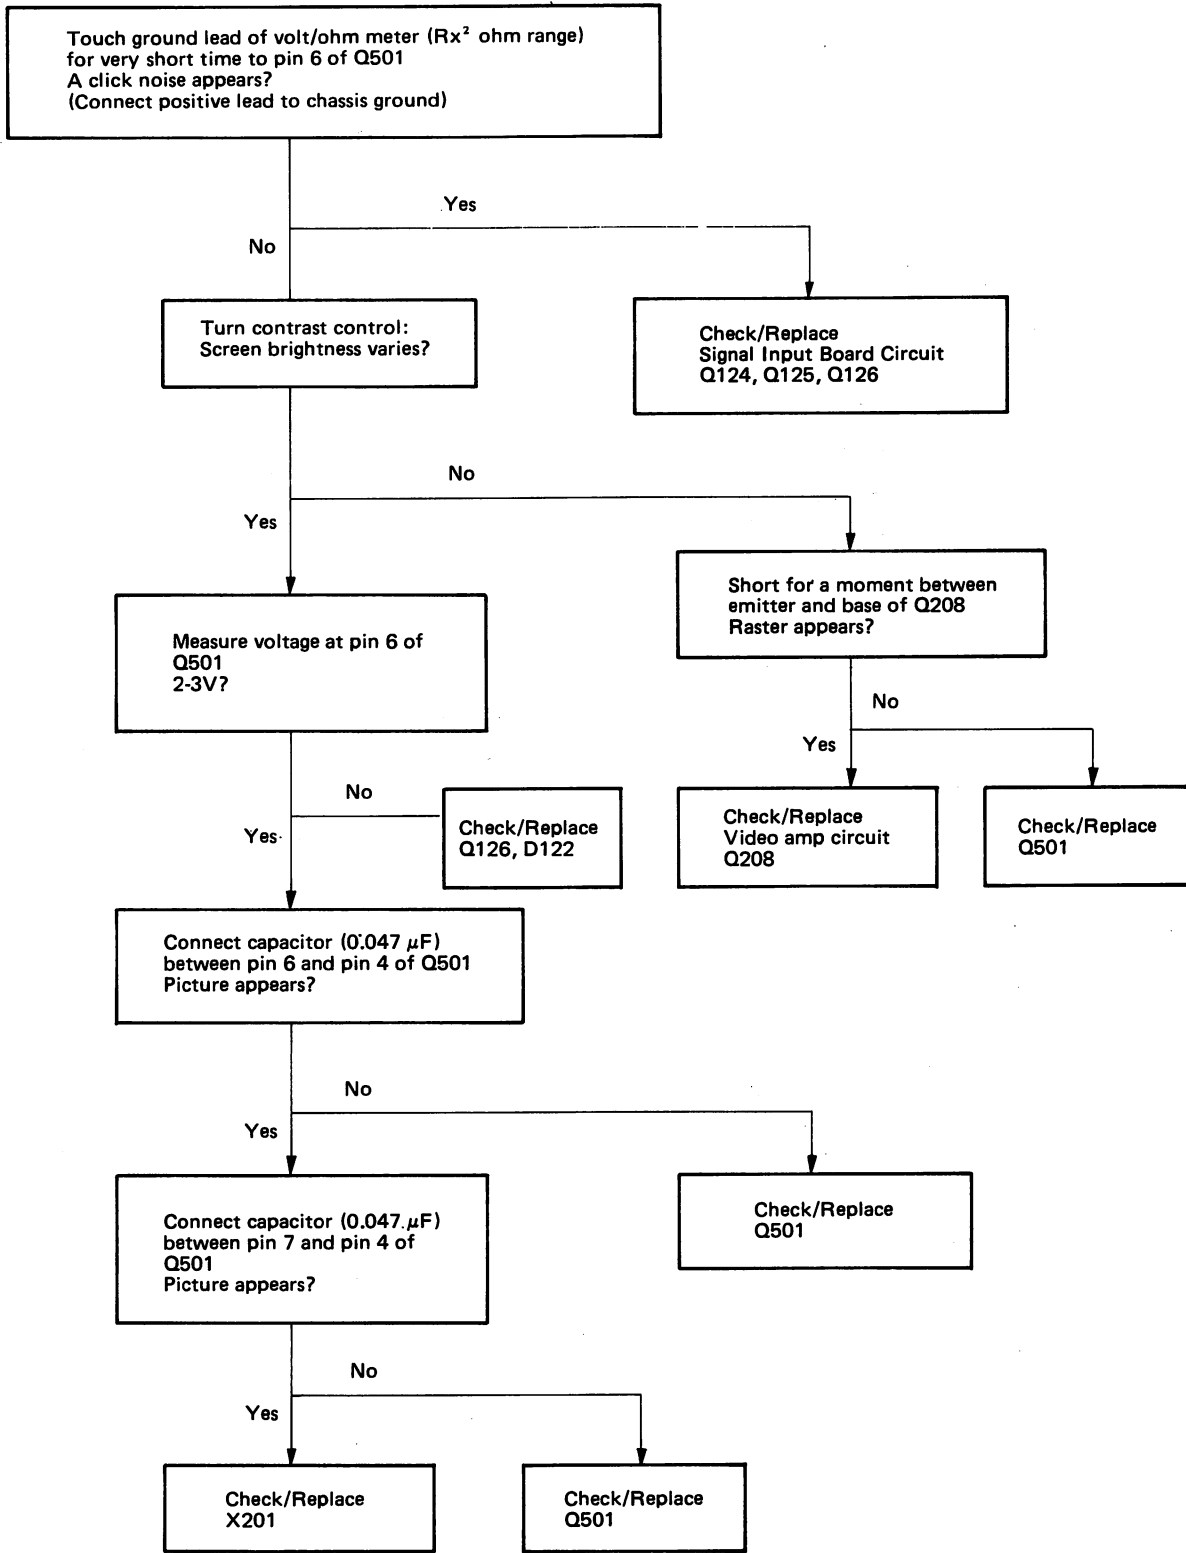 Touch ground lead of volt/ohm meter (Rx² ohm range)
for very short time to pin 6 of Q501
A click noise appears?
(Connect positive lead to chassis ground)
Yes
No
Turn contrast control:
Screen brightness varies?
Check/Replace
Signal Input Board Circuit
Q124, Q125, Q126
No
Yes
Short for a moment between
emitter and base of Q208
Raster appears?
Measure voltage at pin 6 of
Q501
2-3V?
No
Yes
No
Yes
Check/Replace
Q126, D122
Check/Replace
Video amp circuit
Q208
Check/Replace
Q501
Connect capacitor (0.047 µF)
between pin 6 and pin 4 of Q501
Picture appears?
No
Yes
Connect capacitor (0.047 µF)
between pin 7 and pin 4 of
Q501
Picture appears?
Check/Replace
Q501
No
Yes
Check/Replace
X201
Check/Replace
Q501